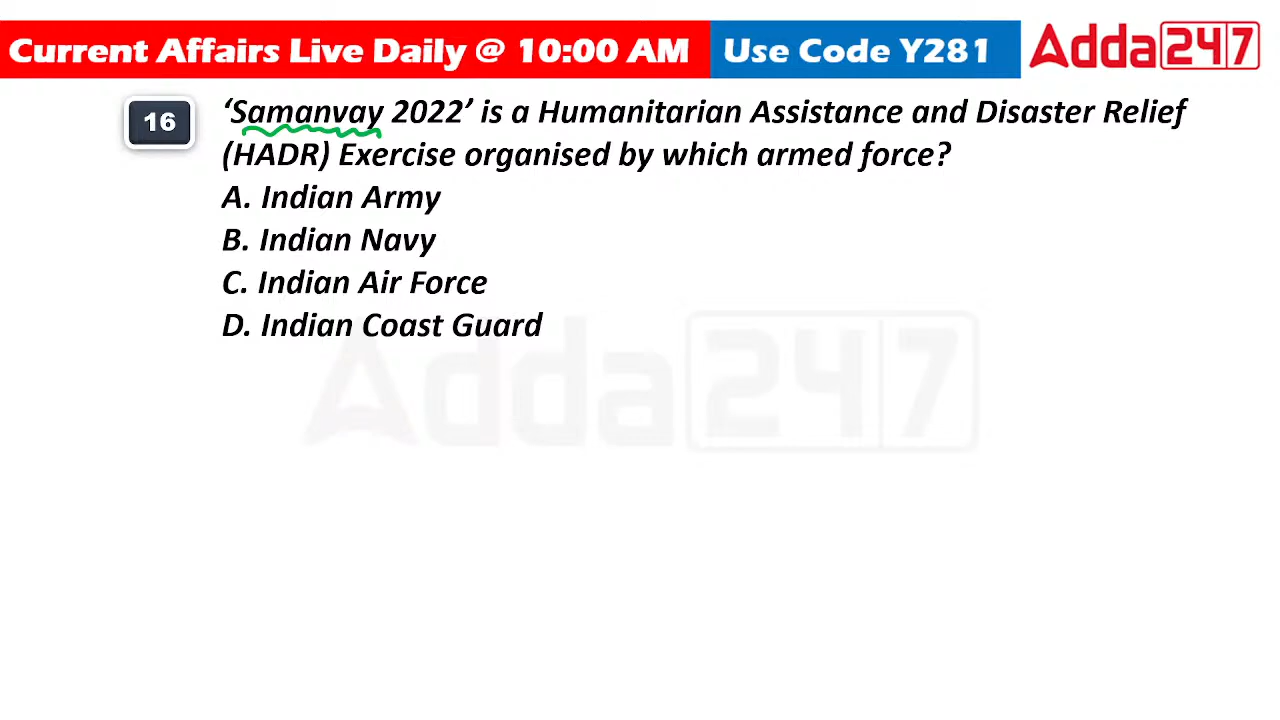 Current Affairs Live Daily @ 10:00 AM Use Code Y281 Adda247
16 ‘Samanvay 2022’ is a Humanitarian Assistance and Disaster Relief
(HADR) Exercise organised by which armed force?
A. Indian Army
B. Indian Navy
C. Indian Air Force
D. Indian Coast Guard
Adda247